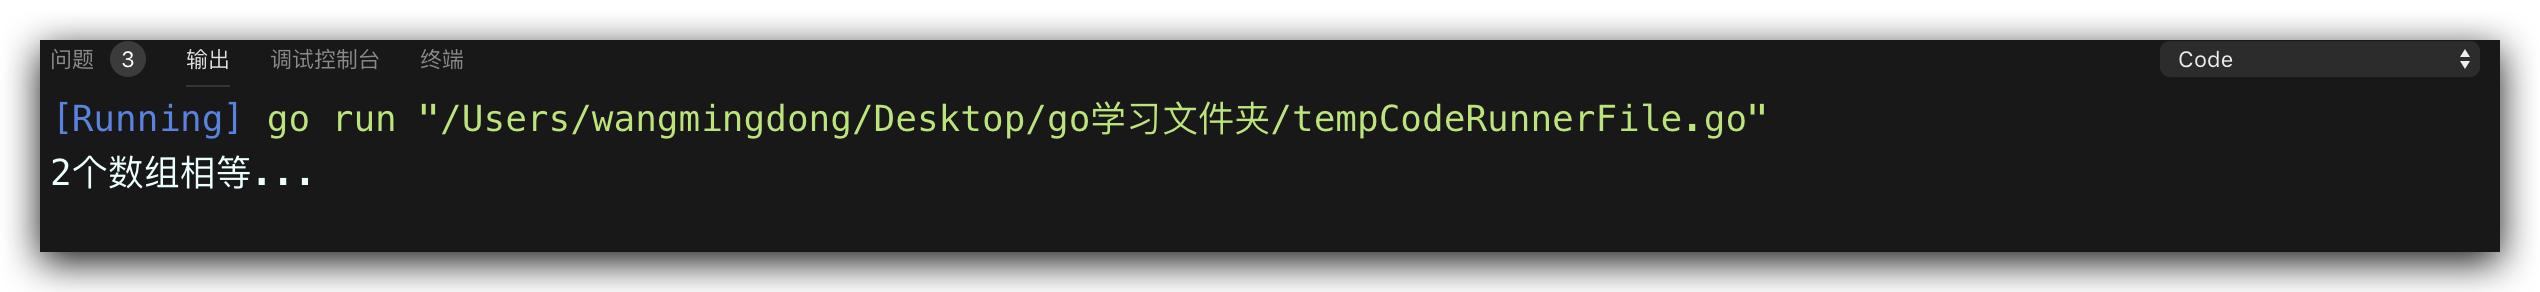 问题 3 输出 调试控制台 终端 Code
[Running] go run "/Users/wangmingdong/Desktop/go学习文件夹/tempCodeRunnerFile.go"
2个数组相等...